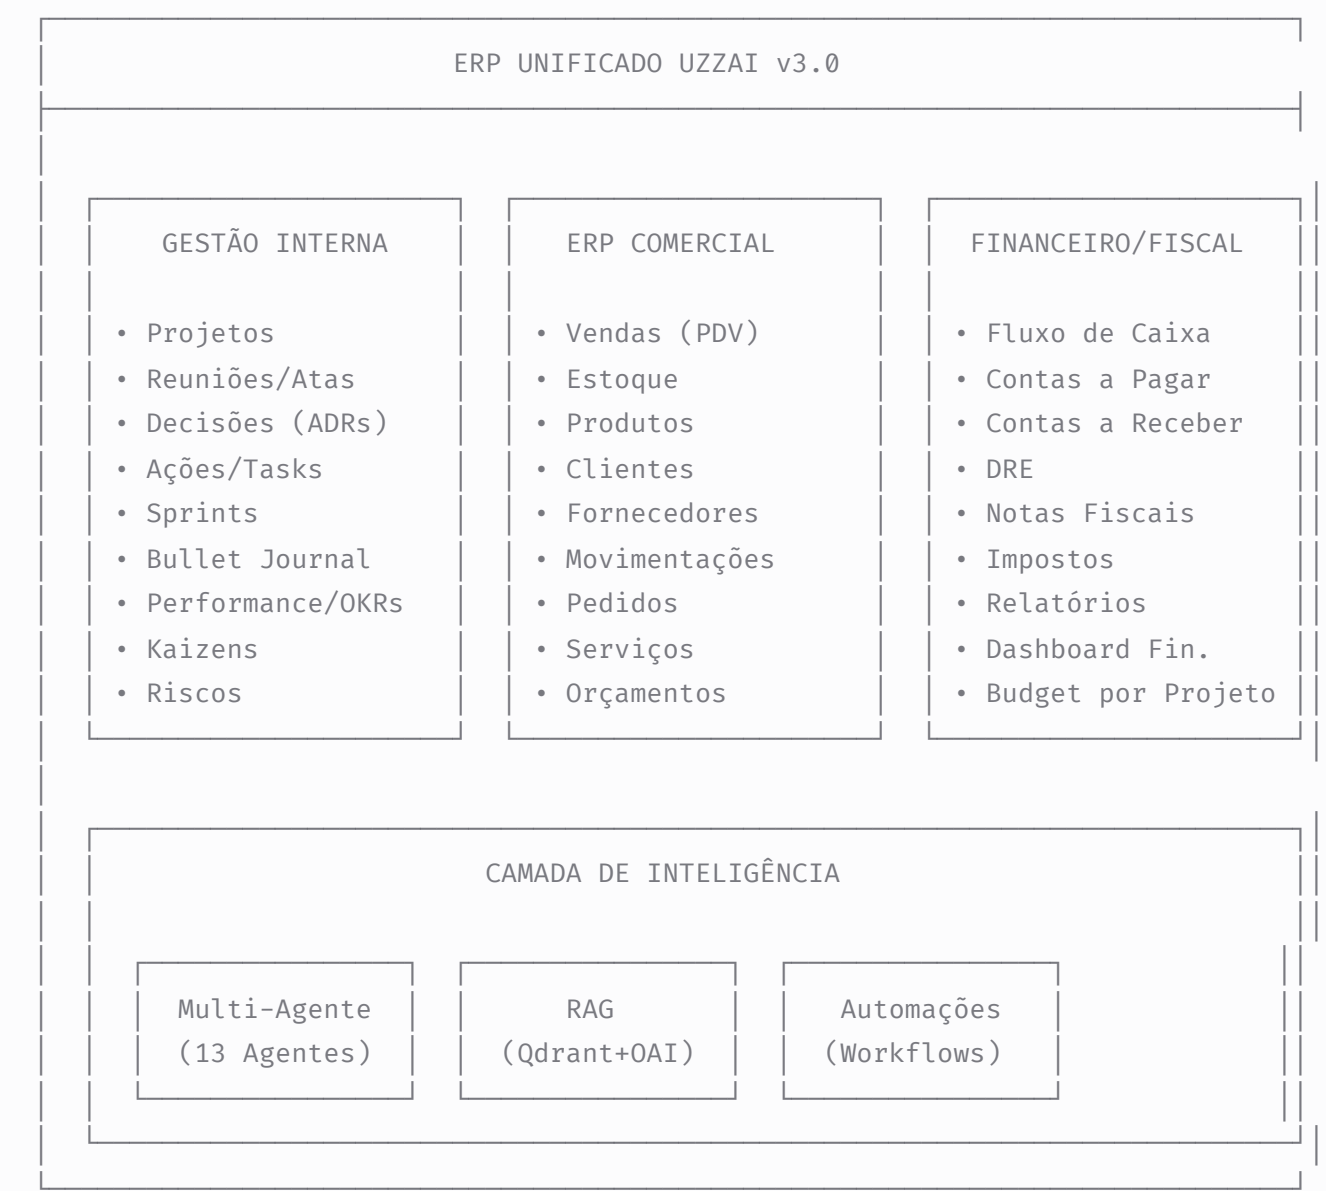 ERP UNIFICADO UZZAI v3.0
GESTÃO INTERNA
• Projetos
• Reuniões/Atas
• Decisões (ADRs)
• Ações/Tasks
• Sprints
• Bullet Journal
• Performance/OKRs
• Kaizens
• Riscos
ERP COMERCIAL
• Vendas (PDV)
• Estoque
• Produtos
• Clientes
• Fornecedores
• Movimentações
• Pedidos
• Serviços
• Orçamentos
FINANCEIRO/FISCAL
• Fluxo de Caixa
• Contas a Pagar
• Contas a Receber
• DRE
• Notas Fiscais
• Impostos
• Relatórios
• Dashboard Fin.
• Budget por Projeto
CAMADA DE INTELIGÊNCIA
Multi-Agente
(13 Agentes)
RAG
(Qdrant+OAI)
Automações
(Workflows)